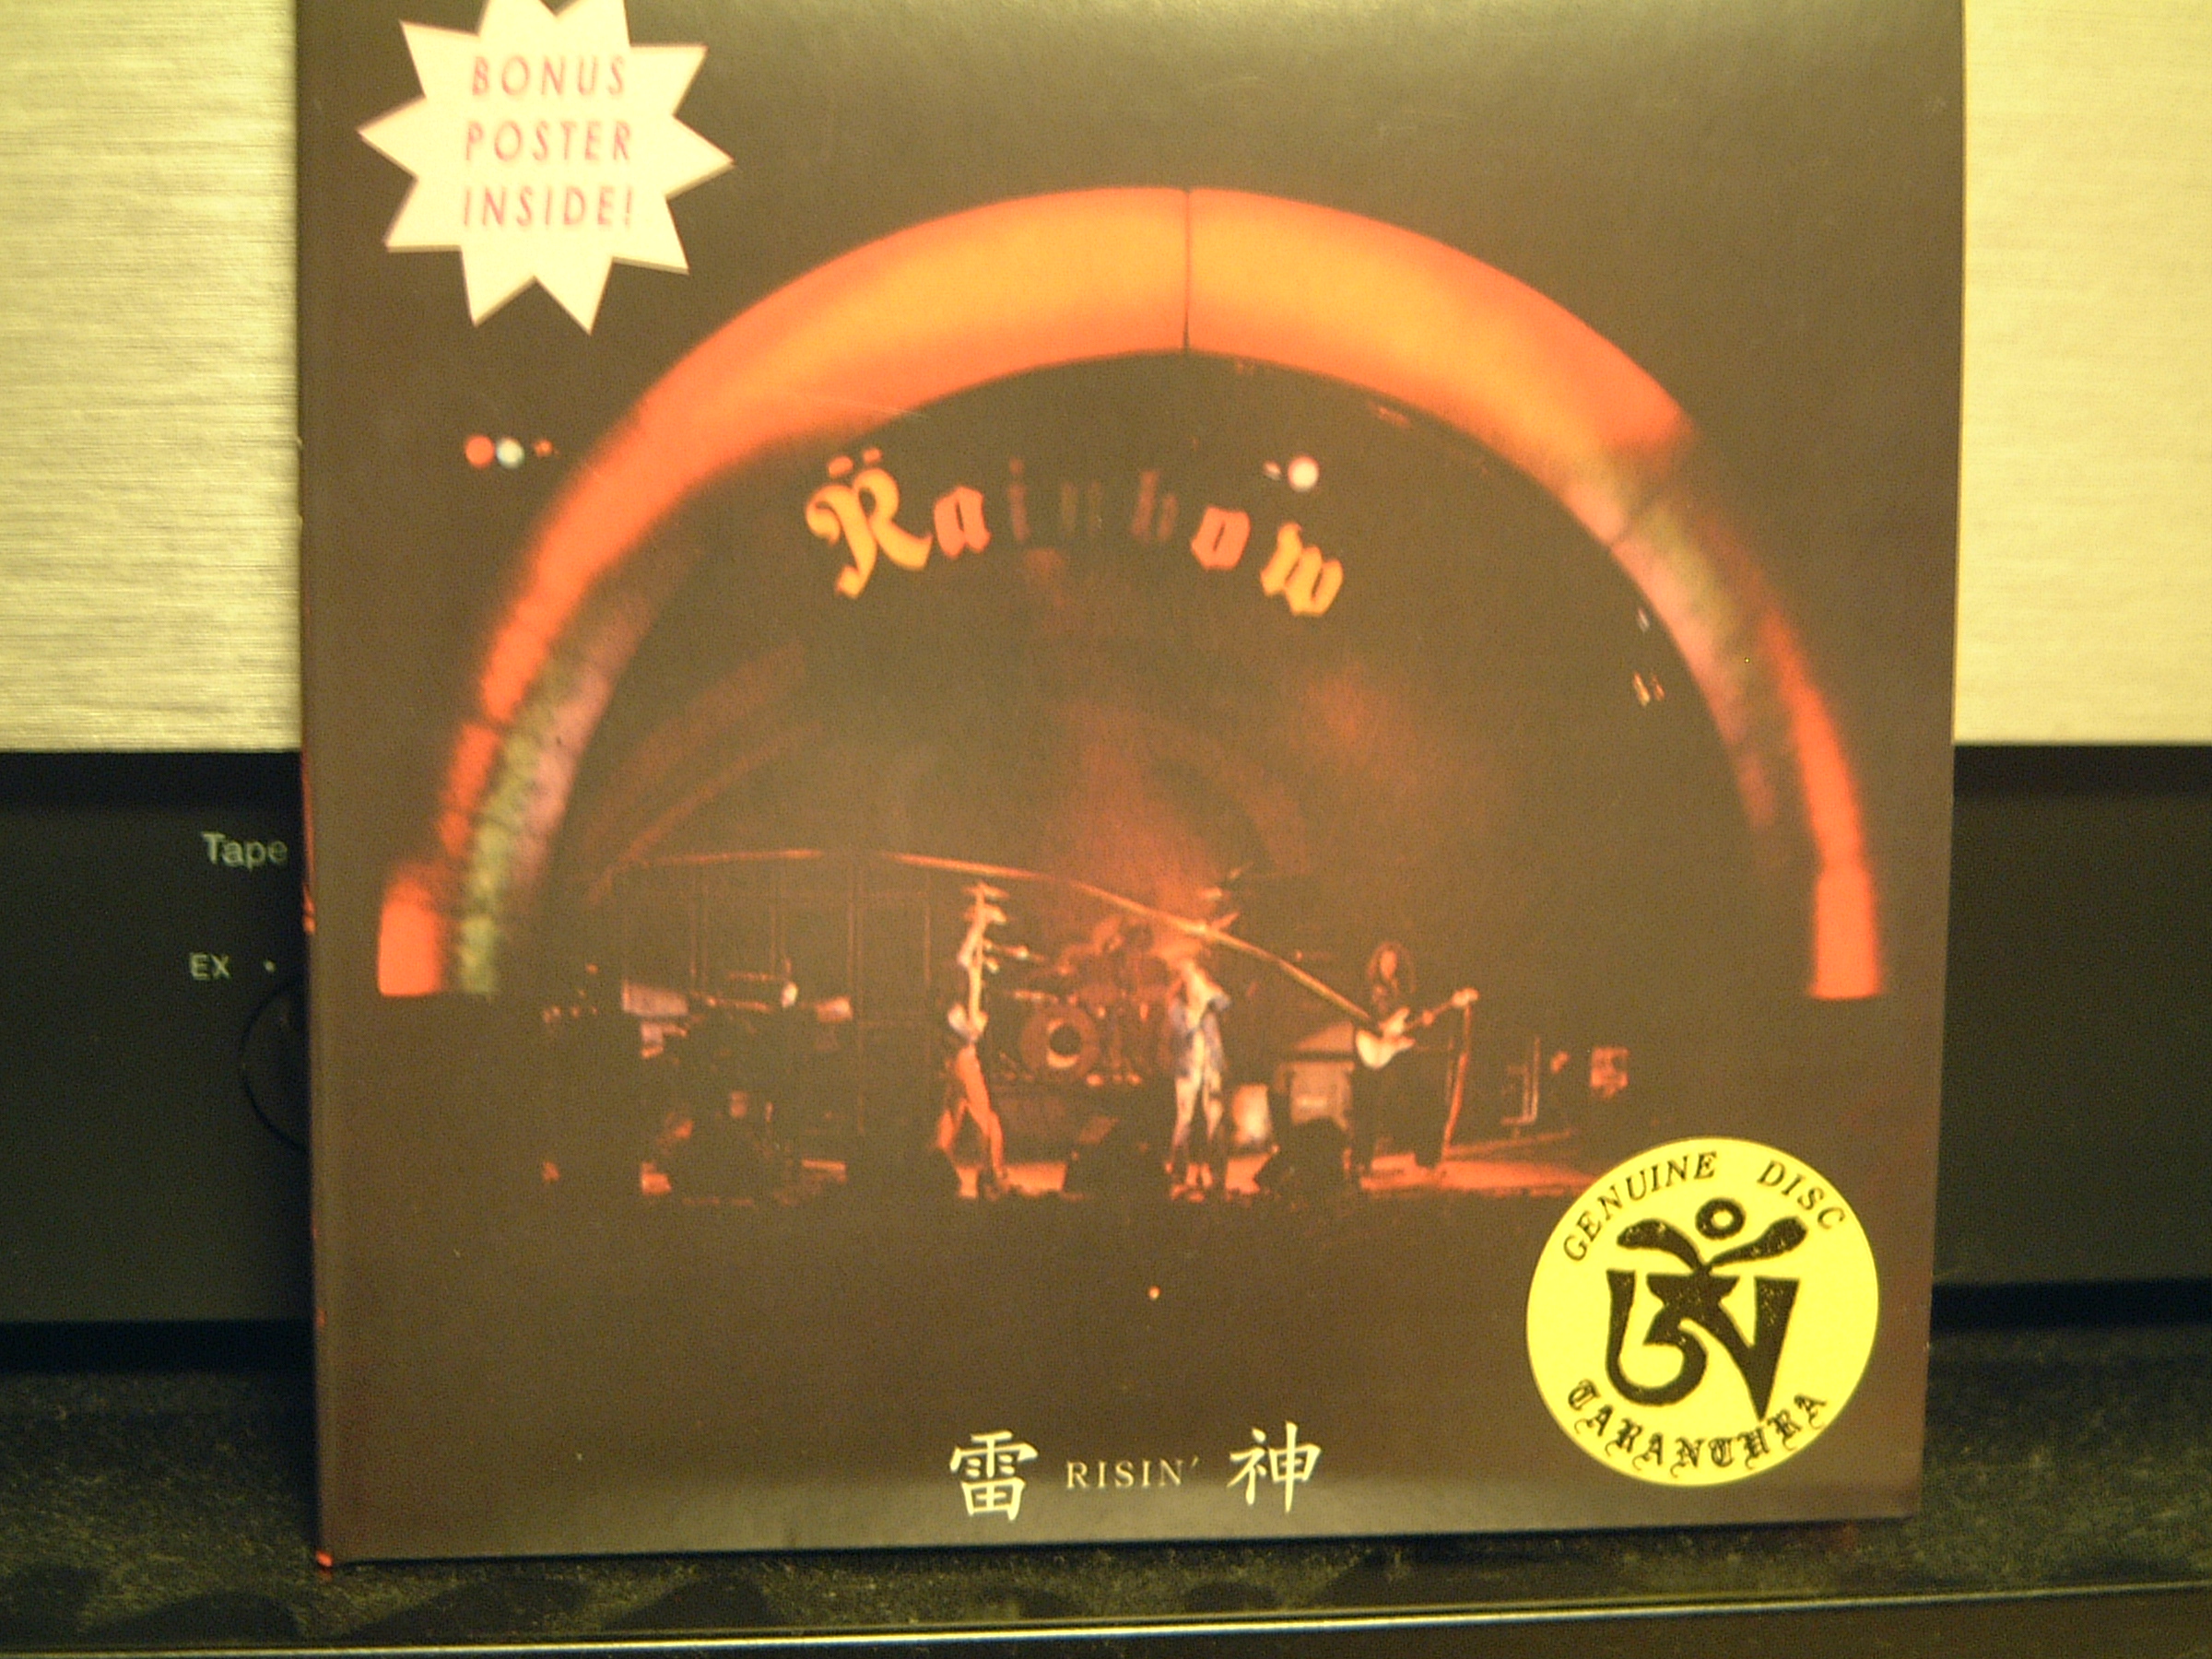 BONUS
POSTER
INSIDE!
Rainbow
Tape
EX
GENUINE DISC
TARANTURA
雷 RISIN' 神